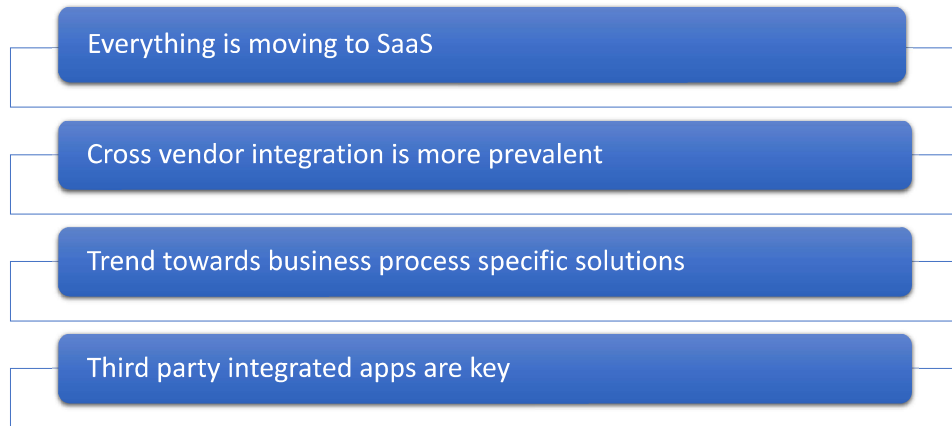 Everything is moving to SaaS
Cross vendor integration is more prevalent
Trend towards business process specific solutions
Third party integrated apps are key